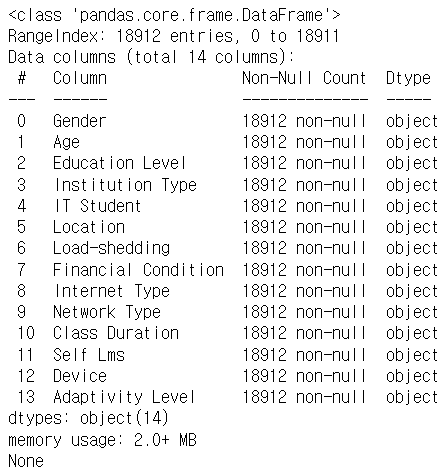 <class 'pandas.core.frame.DataFrame'>
RangeIndex: 18912 entries, 0 to 18911
Data columns (total 14 columns):
 #   Column               Non-Null Count  Dtype
---  ------               --------------  -----
 0   Gender               18912 non-null  object
 1   Age                  18912 non-null  object
 2   Education Level      18912 non-null  object
 3   Institution Type     18912 non-null  object
 4   IT Student           18912 non-null  object
 5   Location             18912 non-null  object
 6   Load-shedding        18912 non-null  object
 7   Financial Condition  18912 non-null  object
 8   Internet Type        18912 non-null  object
 9   Network Type         18912 non-null  object
 10  Class Duration       18912 non-null  object
 11  Self Lms             18912 non-null  object
 12  Device               18912 non-null  object
 13  Adaptivity Level     18912 non-null  object
dtypes: object(14)
memory usage: 2.0+ MB
None